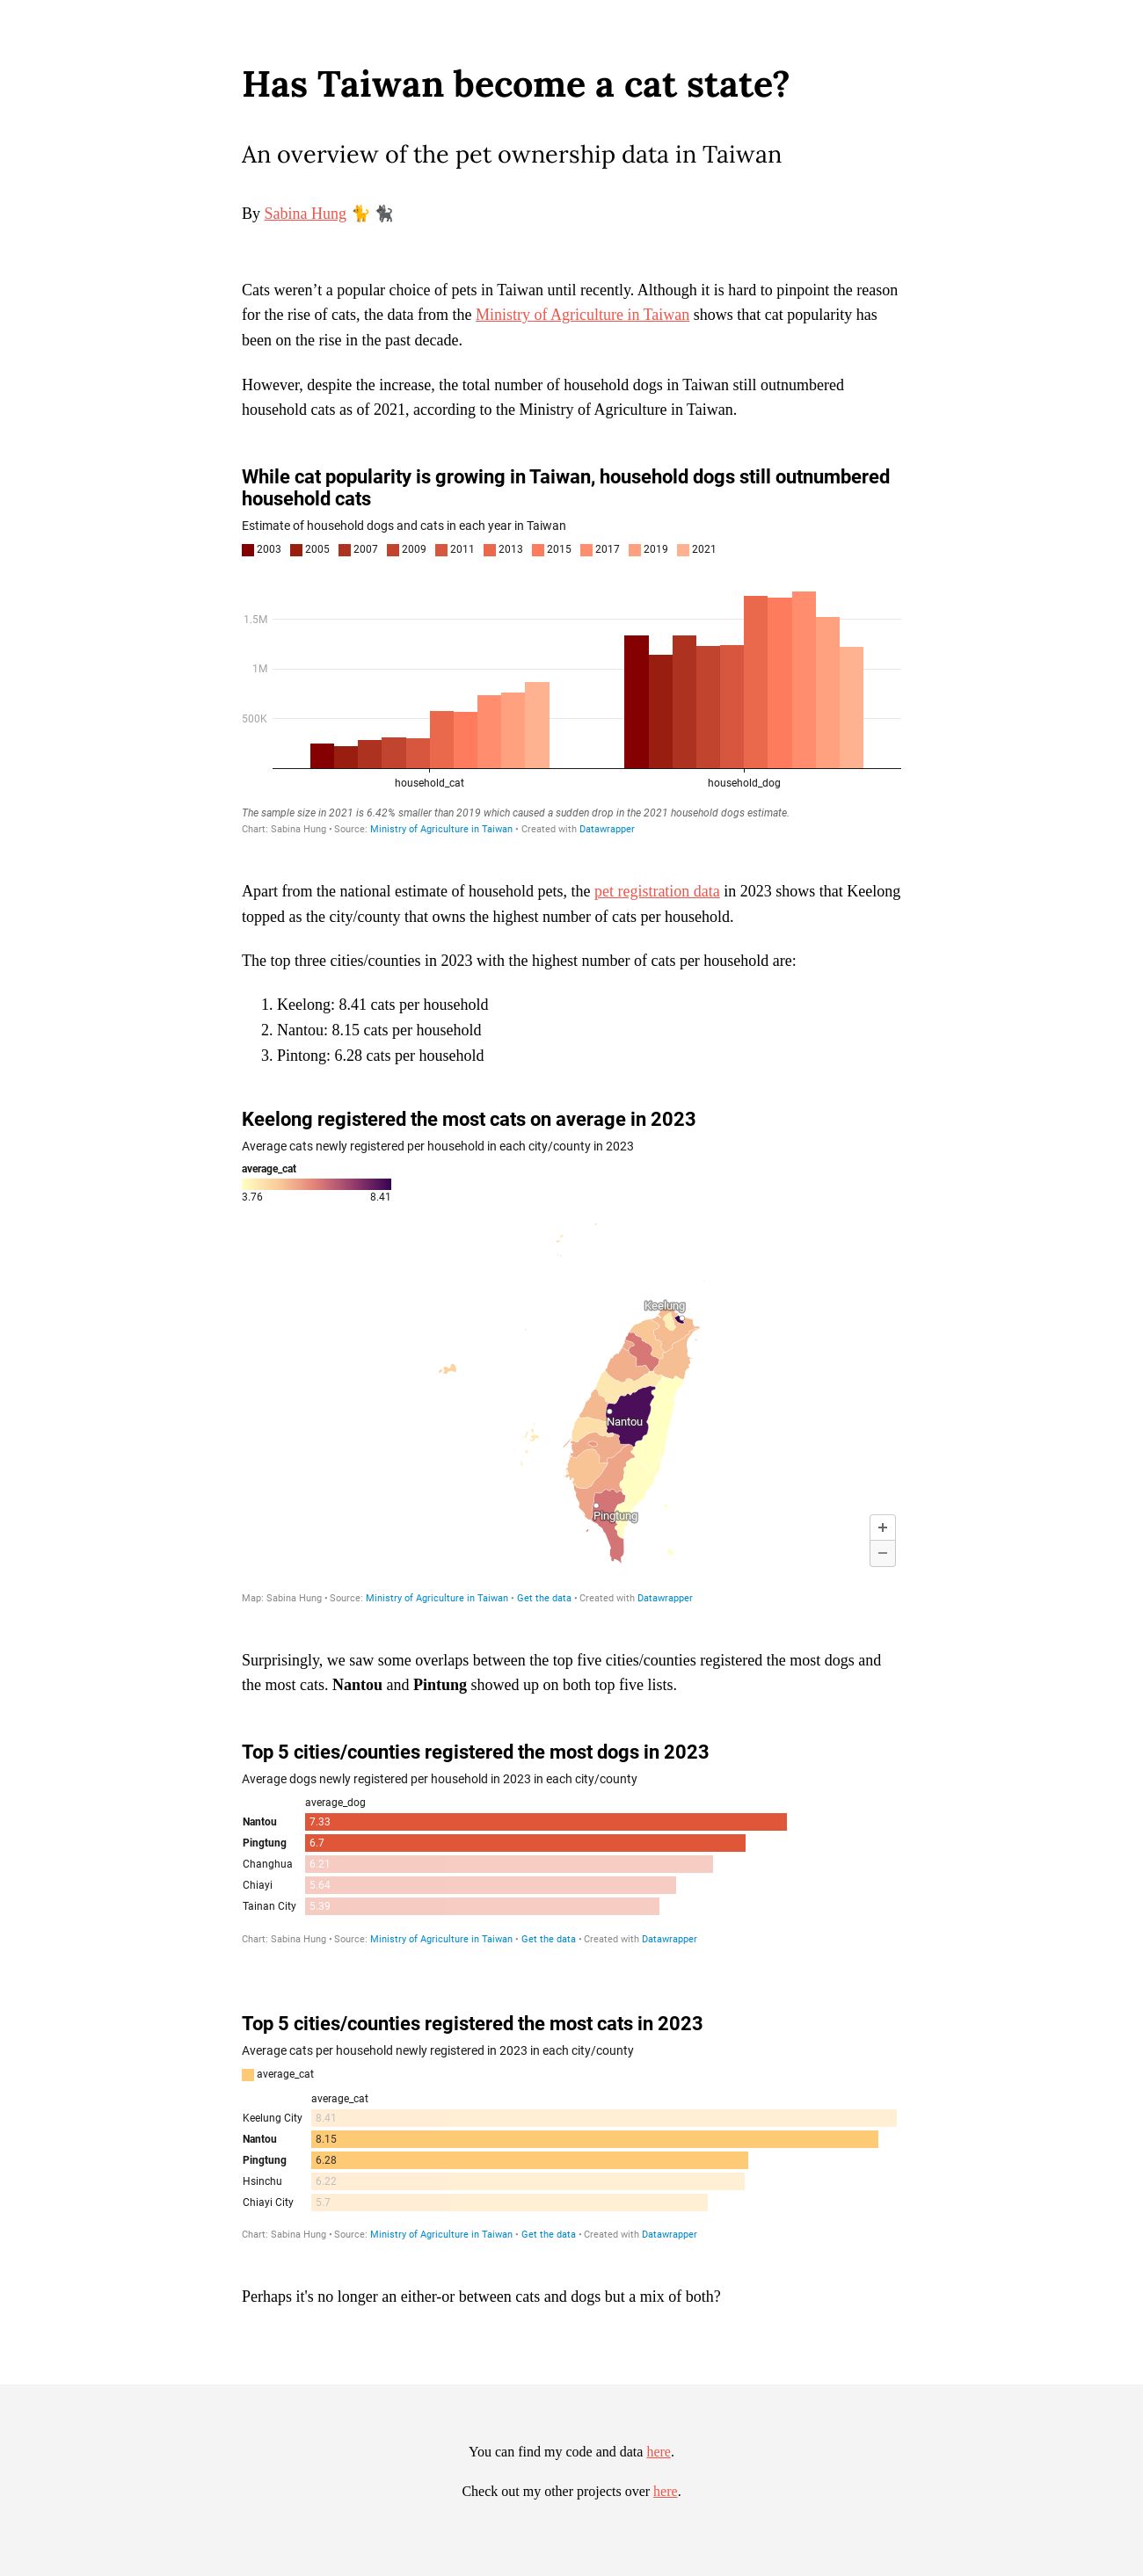 Has Taiwan become a cat state?
An overview of the pet ownership data in Taiwan
By Sabina Hung 🐈 🐈‍⬛
Cats weren’t a popular choice of pets in Taiwan until recently. Although it is hard to pinpoint the reason
for the rise of cats, the data from the Ministry of Agriculture in Taiwan shows that cat popularity has
been on the rise in the past decade.
However, despite the increase, the total number of household dogs in Taiwan still outnumbered
household cats as of 2021, according to the Ministry of Agriculture in Taiwan.
While cat popularity is growing in Taiwan, household dogs still outnumbered
household cats
Estimate of household dogs and cats in each year in Taiwan
2003 2005 2007 2009 2011 2013 2015 2017 2019 2021
1.5M
1M
500K
household_cat household_dog
The sample size in 2021 is 6.42% smaller than 2019 which caused a sudden drop in the 2021 household dogs estimate.
Chart: Sabina Hung • Source: Ministry of Agriculture in Taiwan • Created with Datawrapper
Apart from the national estimate of household pets, the pet registration data in 2023 shows that Keelong
topped as the city/county that owns the highest number of cats per household.
The top three cities/counties in 2023 with the highest number of cats per household are:
1. Keelong: 8.41 cats per household
2. Nantou: 8.15 cats per household
3. Pintong: 6.28 cats per household
Keelong registered the most cats on average in 2023
Average cats newly registered per household in each city/county in 2023
average_cat
3.76 8.41
Keelung
Nantou
Pingtung
+
−
Map: Sabina Hung • Source: Ministry of Agriculture in Taiwan • Get the data • Created with Datawrapper
Surprisingly, we saw some overlaps between the top five cities/counties registered the most dogs and
the most cats. Nantou and Pintung showed up on both top five lists.
Top 5 cities/counties registered the most dogs in 2023
Average dogs newly registered per household in 2023 in each city/county
average_dog
Nantou 7.33
Pingtung 6.7
Changhua 6.21
Chiayi 5.64
Tainan City 5.39
Chart: Sabina Hung • Source: Ministry of Agriculture in Taiwan • Get the data • Created with Datawrapper
Top 5 cities/counties registered the most cats in 2023
Average cats per household newly registered in 2023 in each city/county
average_cat
average_cat
Keelung City 8.41
Nantou 8.15
Pingtung 6.28
Hsinchu 6.22
Chiayi City 5.7
Chart: Sabina Hung • Source: Ministry of Agriculture in Taiwan • Get the data • Created with Datawrapper
Perhaps it's no longer an either-or between cats and dogs but a mix of both?
You can find my code and data here.
Check out my other projects over here.